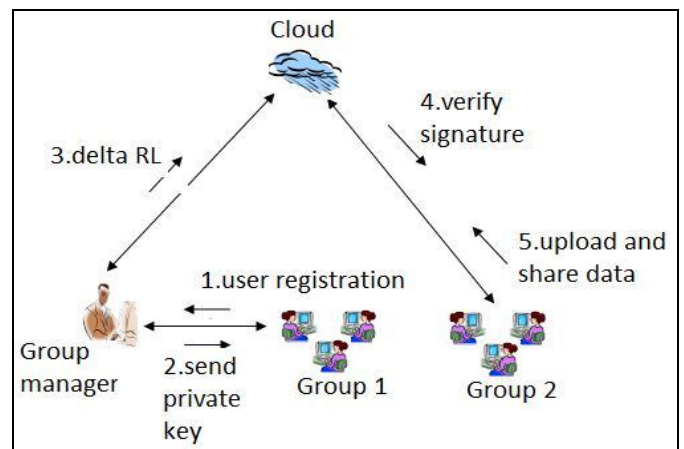 Cloud
4.verify
signature
3.delta RL
5.upload and
share data
1.user registration
Group
manager
2.send
private
key
Group 1
Group 2